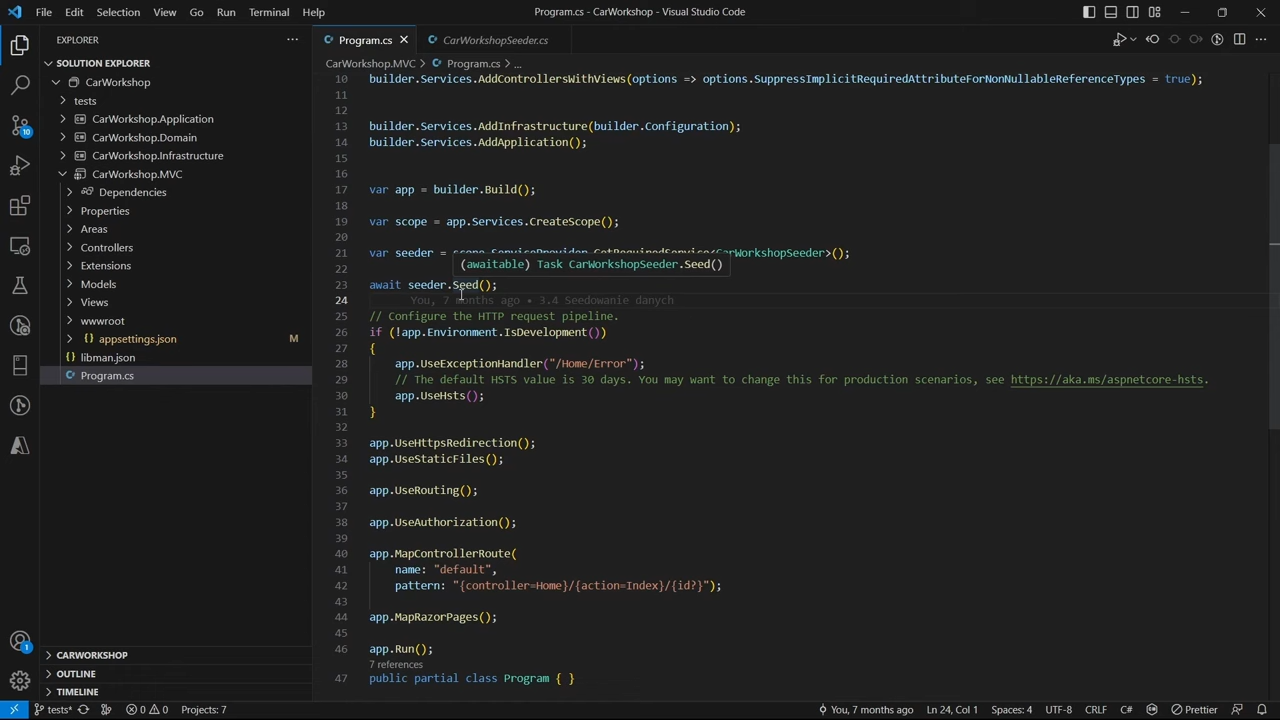 File Edit Selection View Go Run Terminal Help
Program.cs - CarWorkshop - Visual Studio Code
EXPLORER
SOLUTION EXPLORER
CarWorkshop
tests
CarWorkshop.Application
CarWorkshop.Domain
CarWorkshop.Infrastructure
CarWorkshop.MVC
Dependencies
Properties
Areas
Controllers
Extensions
Models
Views
wwwroot
appsettings.json M
libman.json
Program.cs
CARWORKSHOP
OUTLINE
TIMELINE
10
1
Program.cs
CarWorkshopSeeder.cs
CarWorkshop.MVC > Program.cs > ...
10 builder.Services.AddControllersWithViews(options => options.SuppressImplicitRequiredAttributeForNonNullableReferenceTypes = true);
11
12
13 builder.Services.AddInfrastructure(builder.Configuration);
14 builder.Services.AddApplication();
15
16
17 var app = builder.Build();
18
19 var scope = app.Services.CreateScope();
20
21 var seeder = scope.ServiceProvider.GetRequiredService<CarWorkshopSeeder>();
22 (awaitable) Task CarWorkshopSeeder.Seed()
23 await seeder.Seed();
24 You, 7 months ago • 3.4 Seedowanie danych
25 // Configure the HTTP request pipeline.
26 if (!app.Environment.IsDevelopment())
27 {
28 app.UseExceptionHandler("/Home/Error");
29 // The default HSTS value is 30 days. You may want to change this for production scenarios, see https://aka.ms/aspnetcore-hsts.
30 app.UseHsts();
31 }
32
33 app.UseHttpsRedirection();
34 app.UseStaticFiles();
35
36 app.UseRouting();
37
38 app.UseAuthorization();
39
40 app.MapControllerRoute(
41 name: "default",
42 pattern: "{controller=Home}/{action=Index}/{id?}");
43
44 app.MapRazorPages();
45
46 app.Run();
7 references
47 public partial class Program { }
tests* 0 0 Projects: 7
You, 7 months ago Ln 24, Col 1 Spaces: 4 UTF-8 CRLF C# Prettier